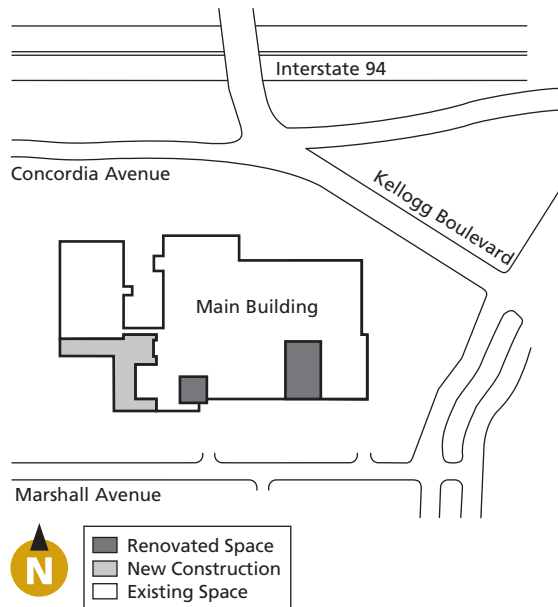 Interstate 94
Concordia Avenue
Kellogg Boulevard
Main Building
Marshall Avenue
N
Renovated Space
New Construction
Existing Space